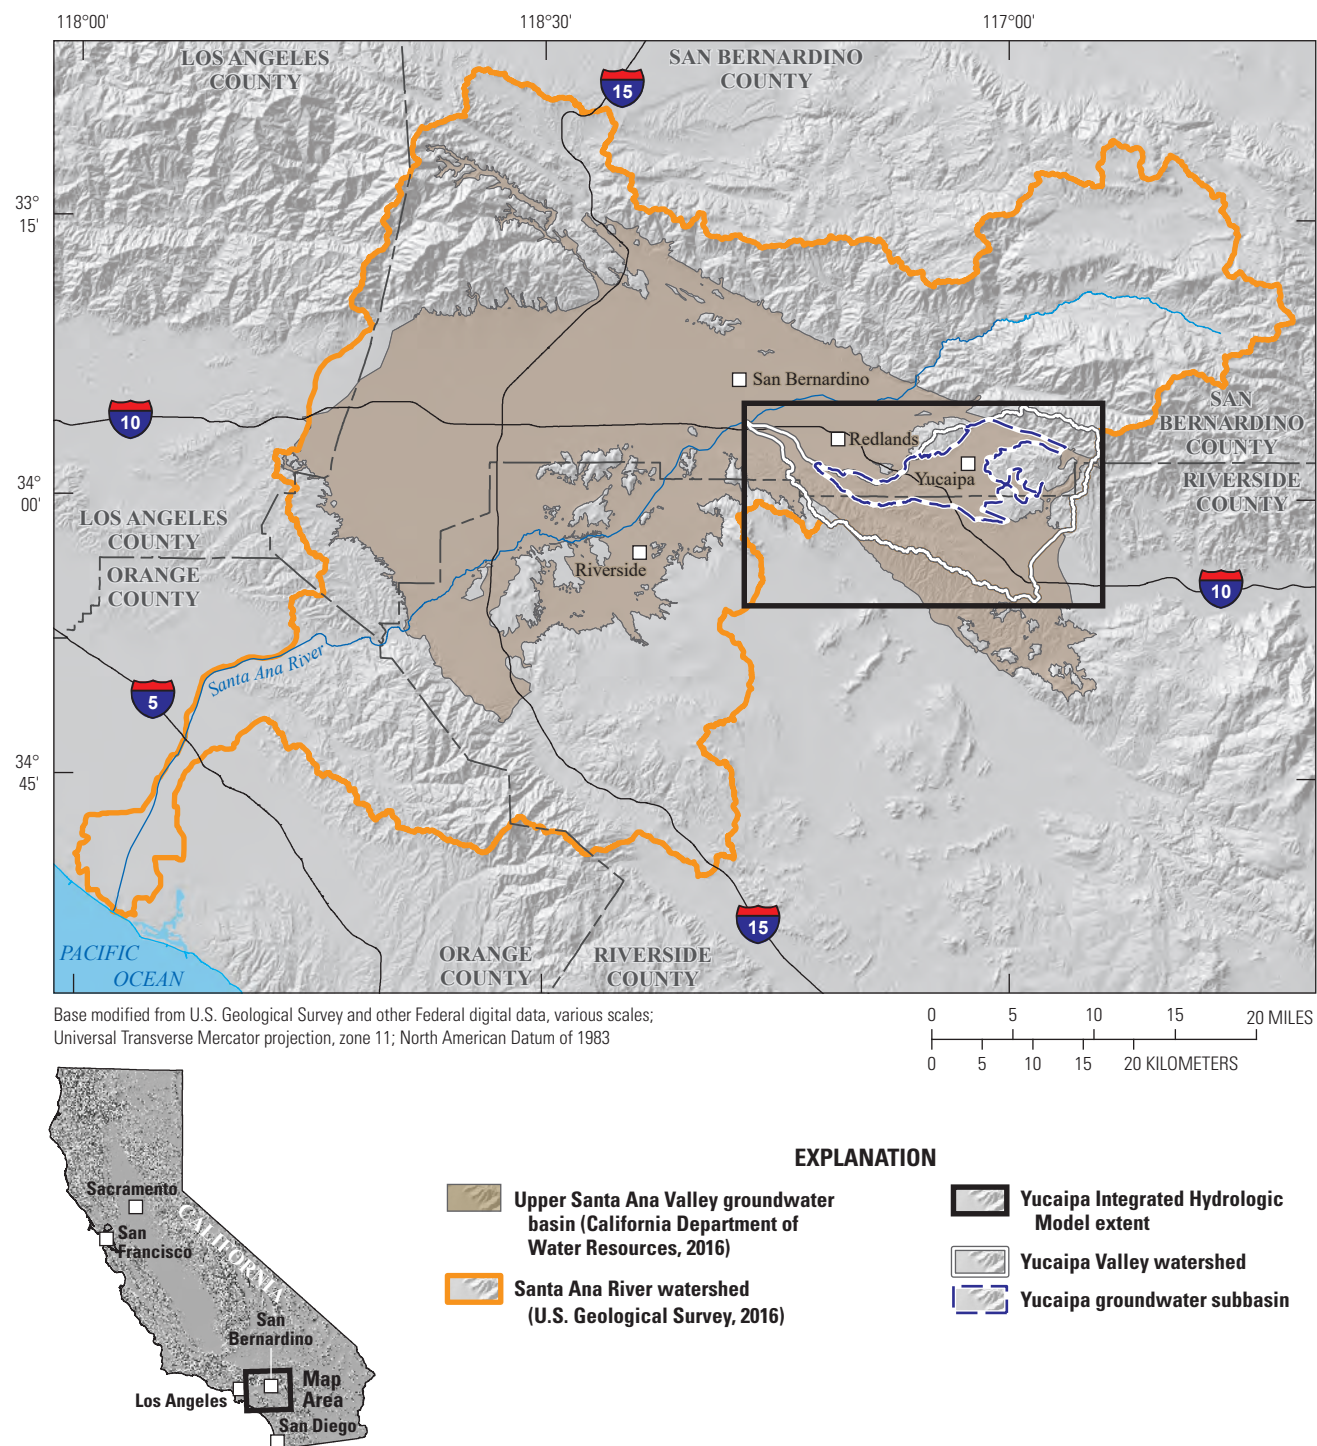 118°00'
118°30'
117°00'
LOS ANGELES
COUNTY
SAN BERNARDINO
COUNTY
15
33°
15'
San Bernardino
10
SAN
BERNARDINO
COUNTY
Redlands
Yucaipa
RIVERSIDE
COUNTY
34°
00'
LOS ANGELES
COUNTY
ORANGE
COUNTY
Riverside
10
Santa Ana River
5
34°
45'
15
PACIFIC
OCEAN
ORANGE
COUNTY
RIVERSIDE
COUNTY
Base modified from U.S. Geological Survey and other Federal digital data, various scales;
Universal Transverse Mercator projection, zone 11; North American Datum of 1983
0 5 10 15 20 MILES
0 5 10 15 20 KILOMETERS
Sacramento
San
Francisco
CALIFORNIA
San
Bernardino
Los Angeles
Map
Area
San Diego
EXPLANATION
Upper Santa Ana Valley groundwater
basin (California Department of
Water Resources, 2016)
Santa Ana River watershed
(U.S. Geological Survey, 2016)
Yucaipa Integrated Hydrologic
Model extent
Yucaipa Valley watershed
Yucaipa groundwater subbasin